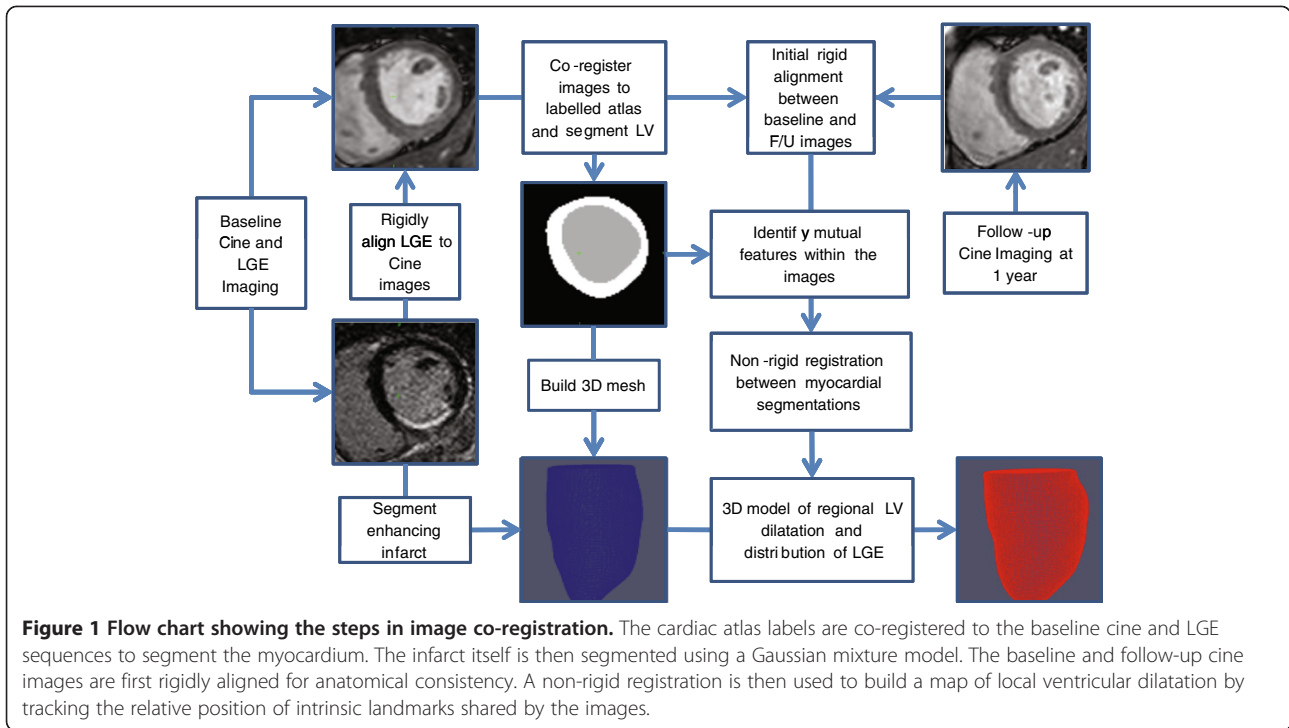 Co-register
images to
labelled atlas
and segment LV
Initial rigid
alignment
between
baseline and
F/U images
Baseline
Cine and
LGE
Imaging
Rigidly
align LGE to
Cine
images
Identify mutual
features within the
images
Follow-up
Cine Imaging at
1 year
Build 3D mesh
Non-rigid registration
between myocardial
segmentations
Segment
enhancing
infarct
3D model of regional LV
dilatation and
distribution of LGE
Figure 1 Flow chart showing the steps in image co-registration. The cardiac atlas labels are co-registered to the baseline cine and LGE
sequences to segment the myocardium. The infarct itself is then segmented using a Gaussian mixture model. The baseline and follow-up cine
images are first rigidly aligned for anatomical consistency. A non-rigid registration is then used to build a map of local ventricular dilatation by
tracking the relative position of intrinsic landmarks shared by the images.